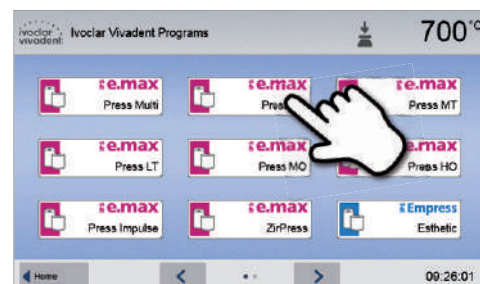 ivoclar vivadent: Ivoclar Vivadent Programs 700°C
e.max e.max e.max
Press Multi Press MT
e.max e.max e.max
Press LT Press MO Press HO
e.max e.max Empress
Press Impulse ZirPress Esthetic
Home < > 09:26:01